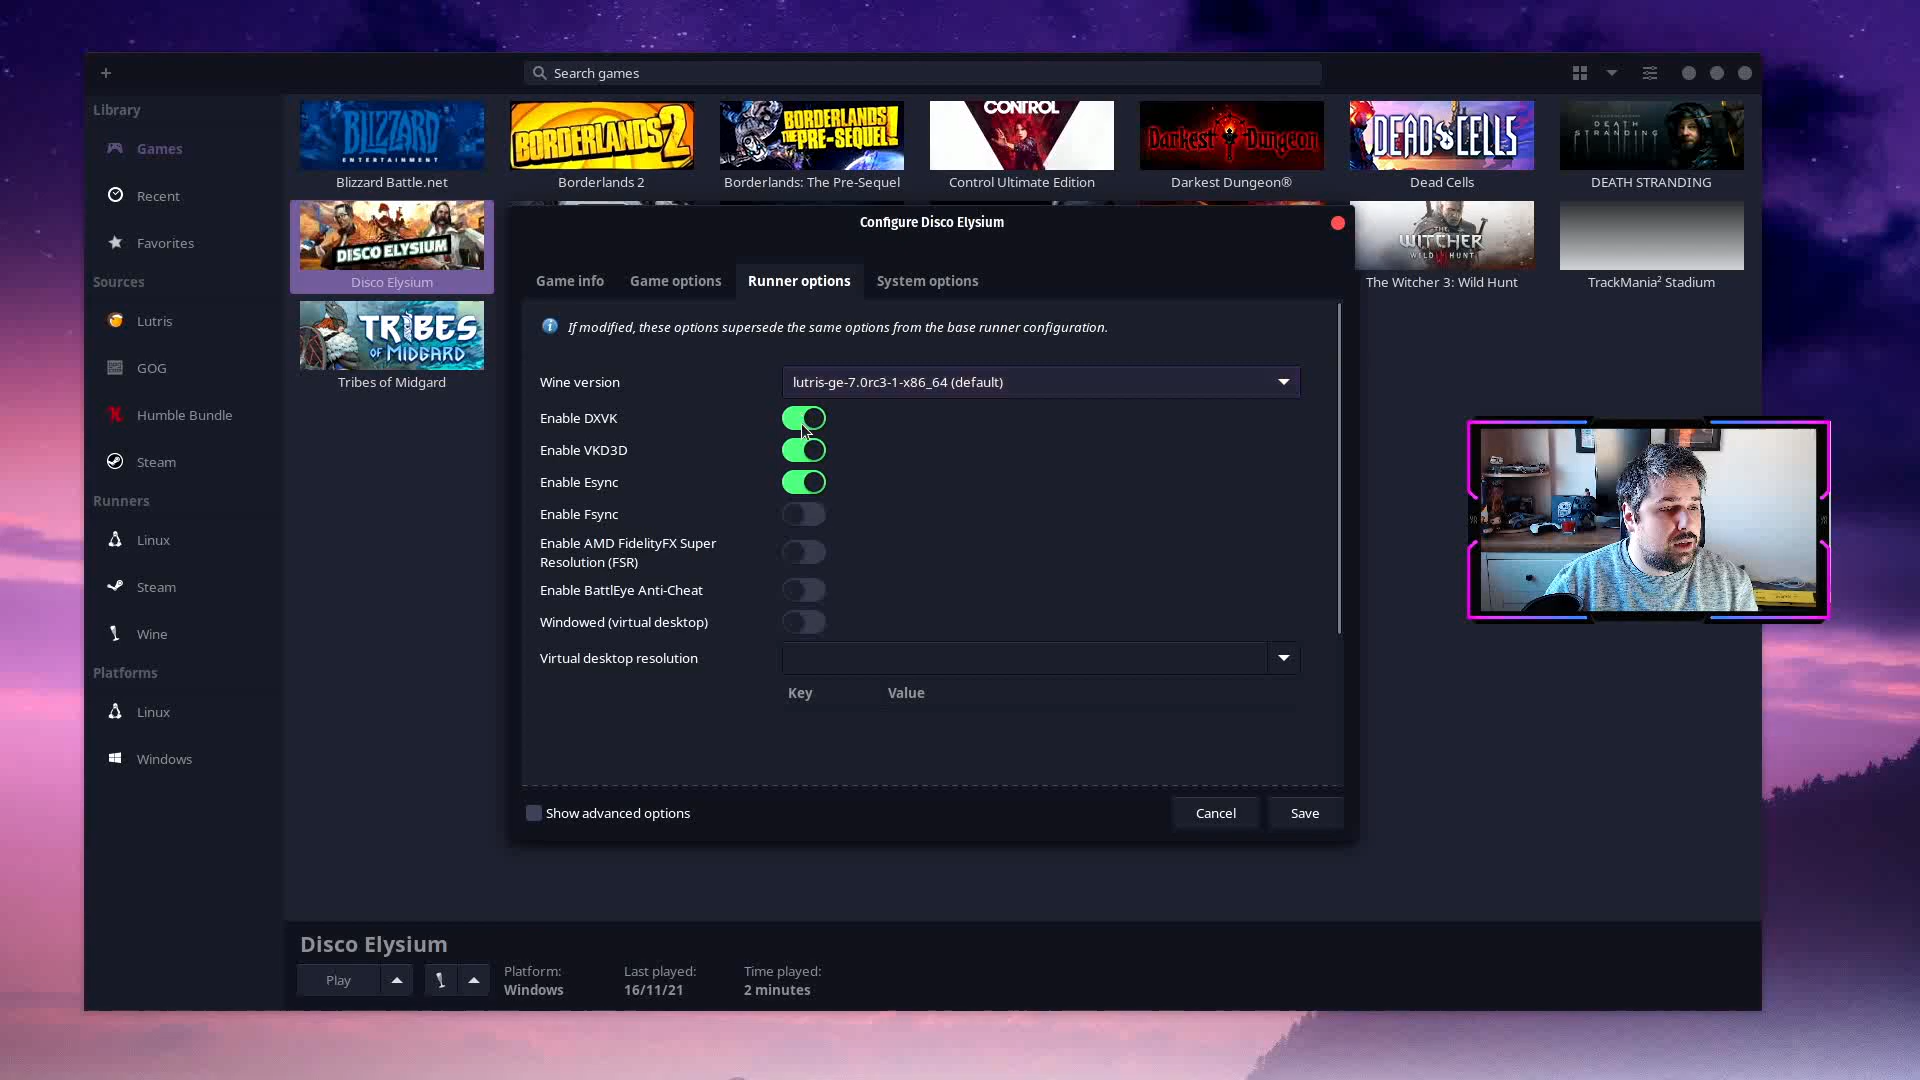 Search games
Library
Games
Recent
Favorites
Sources
Lutris
GOG
Humble Bundle
Steam
Runners
Linux
Steam
Wine
Platforms
Linux
Windows
BLIZZARD
ENTERTAINMENT
Blizzard Battle.net
BORDERLANDS 2
Borderlands 2
BORDERLANDS
THE PRE-SEQUEL!
Borderlands: The Pre-Sequel
CONTROL
Control Ultimate Edition
Darkest Dungeon
Darkest Dungeon®
DEAD CELLS
Dead Cells
DEATH
STRANDING
DEATH STRANDING
DISCO ELYSIUM
Disco Elysium
THE
WITCHER
WILD HUNT
The Witcher 3: Wild Hunt
TrackMania² Stadium
TRIBES
OF MIDGARD
Tribes of Midgard
Configure Disco Elysium
Game info
Game options
Runner options
System options
If modified, these options supersede the same options from the base runner configuration.
Wine version
lutris-ge-7.0rc3-1-x86_64 (default)
Enable DXVK
Enable VKD3D
Enable Esync
Enable Fsync
Enable AMD FidelityFX Super
Resolution (FSR)
Enable BattlEye Anti-Cheat
Windowed (virtual desktop)
Virtual desktop resolution
Key Value
Show advanced options
Cancel
Save
Disco Elysium
Play
Platform:
Windows
Last played:
16/11/21
Time played:
2 minutes